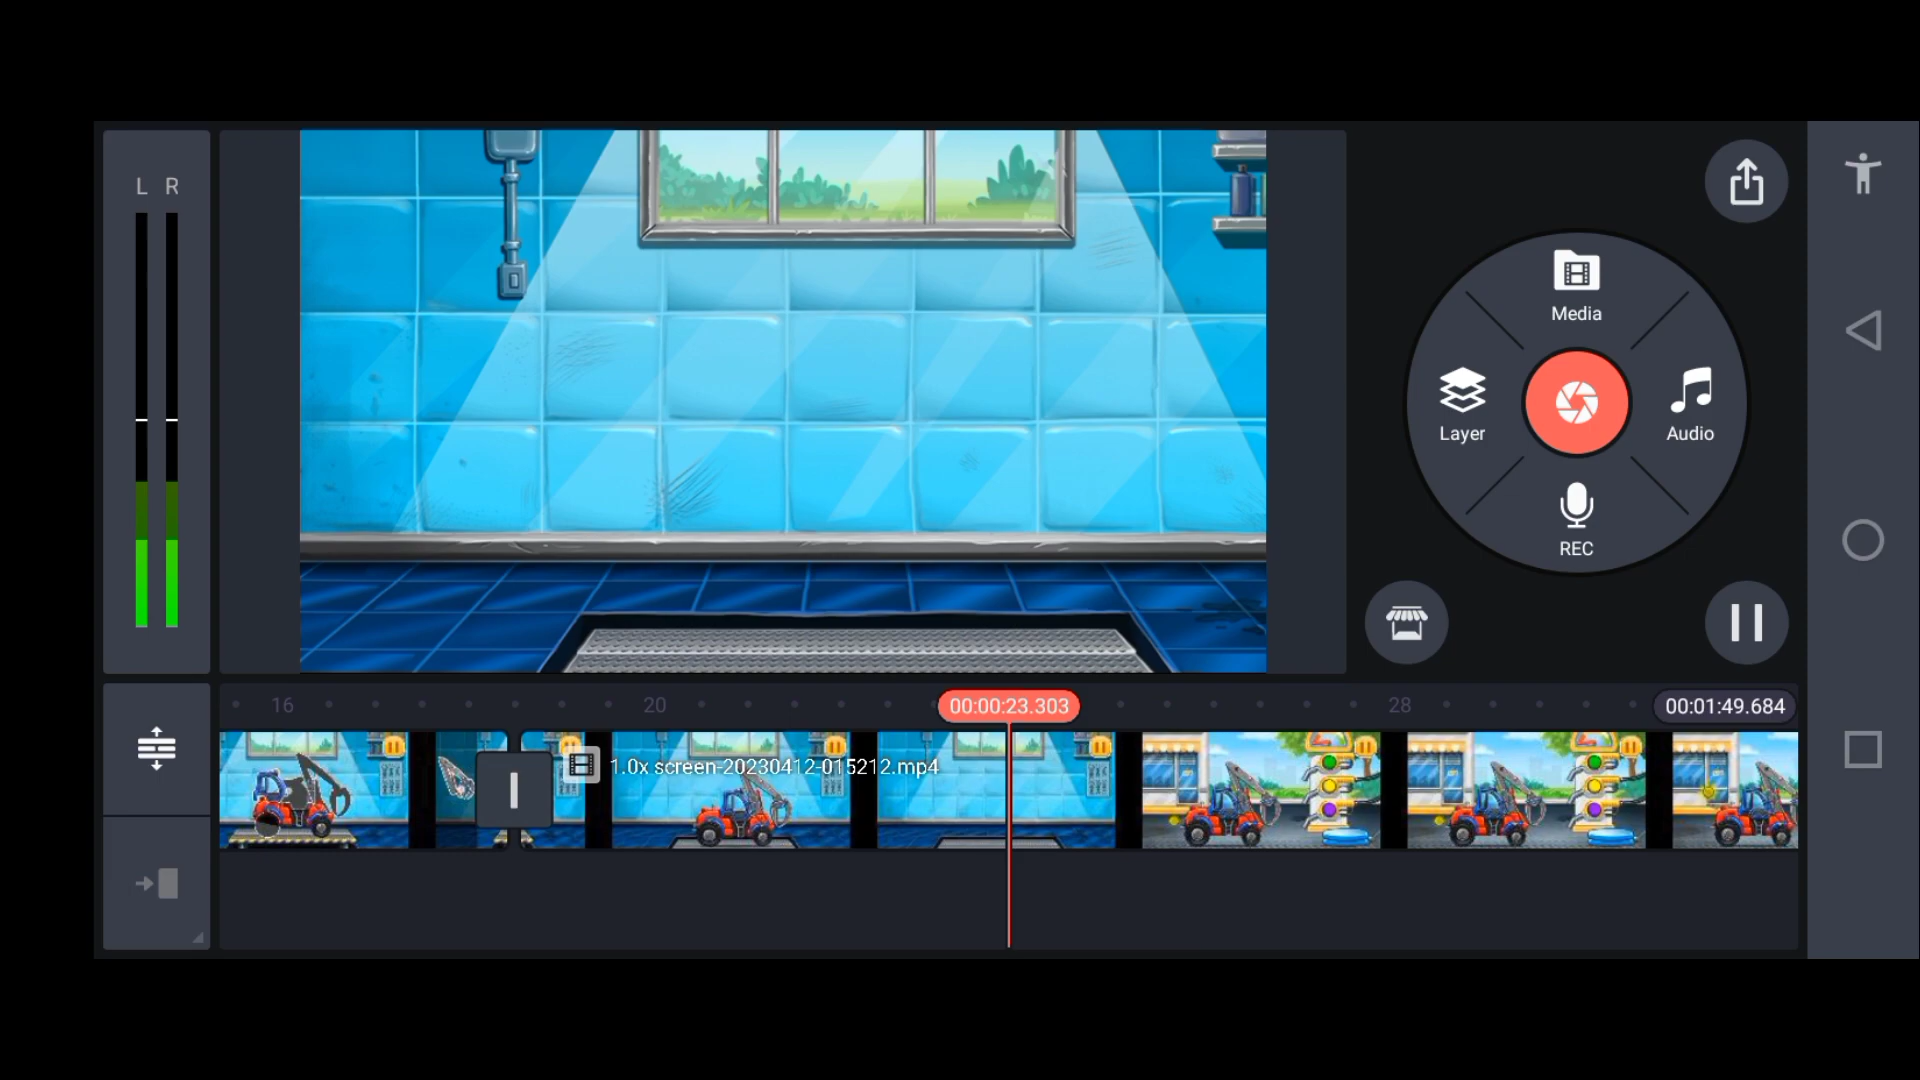 L R
Media
Layer
Audio
REC
16
20
00:00:23.303
28
00:01:49.684
1.0x screen-20230412-015212.mp4